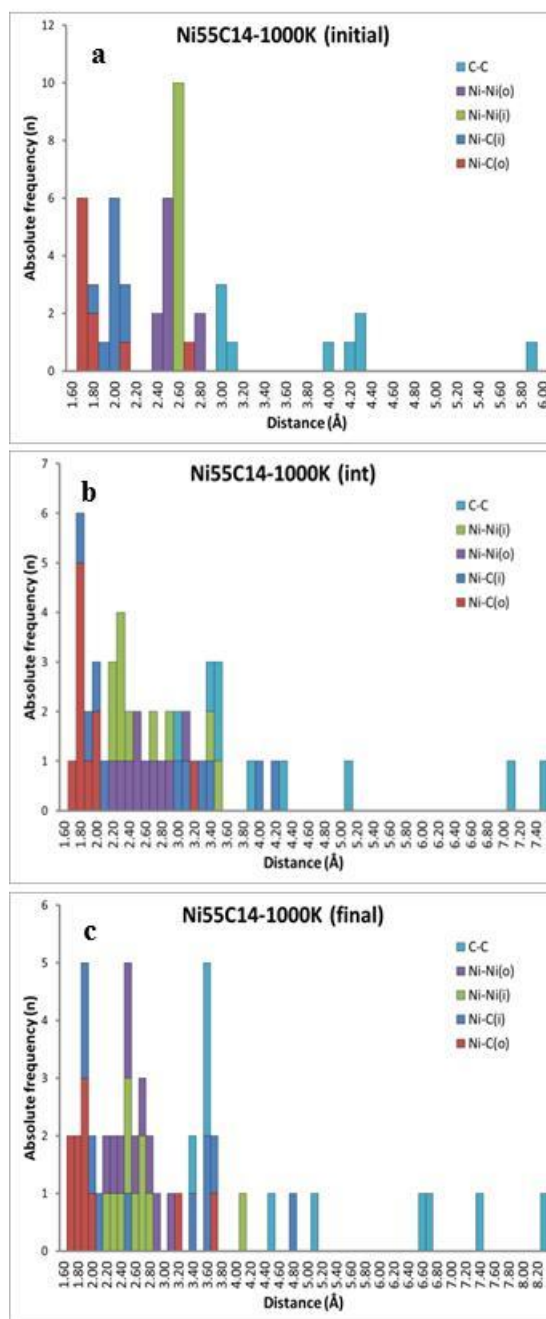 Ni55C14-1000K (initial)
a
12
10
8
6
4
2
0
Absolute frequency (n)
C-C
Ni-Ni(o)
Ni-Ni(i)
Ni-C(i)
Ni-C(o)
1.60 1.80 2.00 2.20 2.40 2.60 2.80 3.00 3.20 3.40 3.60 3.80 4.00 4.20 4.40 4.60 4.80 5.00 5.20 5.40 5.60 5.80 6.00
Distance (Å)
Ni55C14-1000K (int)
b
7
6
5
4
3
2
1
0
Absolute frequency (n)
C-C
Ni-Ni(i)
Ni-Ni(o)
Ni-C(i)
Ni-C(o)
1.60 1.80 2.00 2.20 2.40 2.60 2.80 3.00 3.20 3.40 3.60 3.80 4.00 4.20 4.40 4.60 4.80 5.00 5.20 5.40 5.60 5.80 6.00 6.20 6.40 6.60 6.80 7.00 7.20 7.40
Distance (Å)
Ni55C14-1000K (final)
c
6
5
4
3
2
1
0
Absolute frequency (n)
C-C
Ni-Ni(o)
Ni-Ni(i)
Ni-C(i)
Ni-C(o)
1.60 1.80 2.00 2.20 2.40 2.60 2.80 3.00 3.20 3.40 3.60 3.80 4.00 4.20 4.40 4.60 4.80 5.00 5.20 5.40 5.60 5.80 6.00 6.20 6.40 6.60 6.80 7.00 7.20 7.40 7.60 7.80 8.00 8.20
Distance (Å)